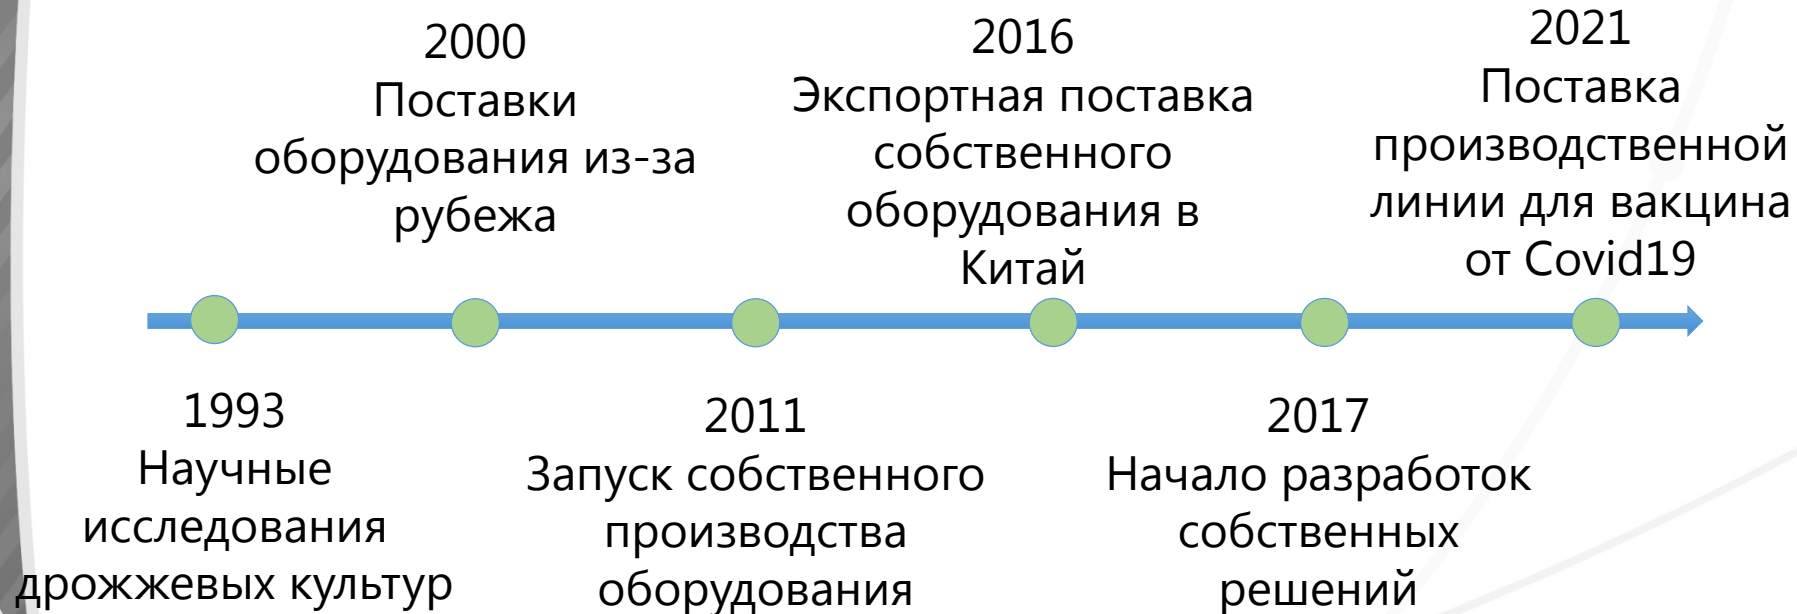 2000
Поставки
оборудования из-за
рубежа
2016
Экспортная поставка
собственного
оборудования в
Китай
2021
Поставка
производственной
линии для вакцина
от Covid19
1993
Научные
исследования
дрожжевых культур
2011
Запуск собственного
производства
оборудования
2017
Начало разработок
собственных
решений